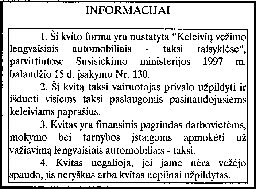 INFORMACIJAI
1. Ši kvito forma yra nustatyta "Keleivių vežimo
lengvaisiais automobiliais - taksi taisyklėse",
patvirtintose Susisiekimo ministerijos 1997 m.
balandžio 15 d. įsakymu Nr. 130.
2. Šį kvitą taksi vairuotojas privalo užpildyti ir
išduoti visiems taksi paslaugomis pasinaudojusiems
keleiviams paprašius.
3. Kvitas yra finansinis pagrindas darbovietėms,
mokymo bei tarnybos įstaigoms apmokėti už
važiavimą lengvaisiais automobiliais - taksi.
4. Kvitas negalioja, jei jame nėra vežėjo
spaudo, jis neryškus arba kvitas nepilnai užpildytas.